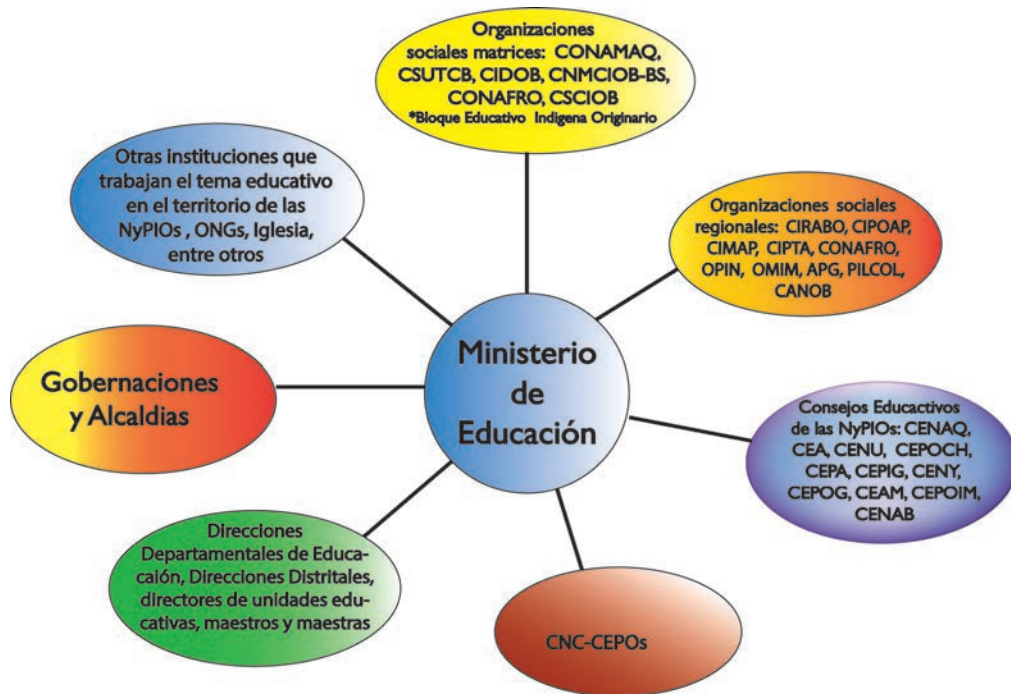 Organizaciones
sociales matrices: CONAMAQ,
CSUTCB, CIDOB, CNMCIOB-BS,
CONAFRO, CSCIOB
*Bloque Educativo Indigena Originario
Otras instituciones que
trabajan el tema educativo
en el territorio de las
NyPIOs , ONGs, Iglesia,
entre otros
Organizaciones sociales
regionales: CIRABO, CIPOAP,
CIMAP, CIPTA, CONAFRO,
OPIN, OMIM, APG, PILCOL,
CANOB
Ministerio
de
Educación
Gobernaciones
y Alcaldias
Consejos Educactivos
de las NyPIOs: CENAQ,
CEA, CENU, CEPOCH,
CEPA, CEPIG, CENY,
CEPOG, CEAM, CEPOIM,
CENAB
Direcciones
Departamentales de Educa-
caión, Direcciones Distritales,
directores de unidades edu-
cativas, maestros y maestras
CNC-CEPOs